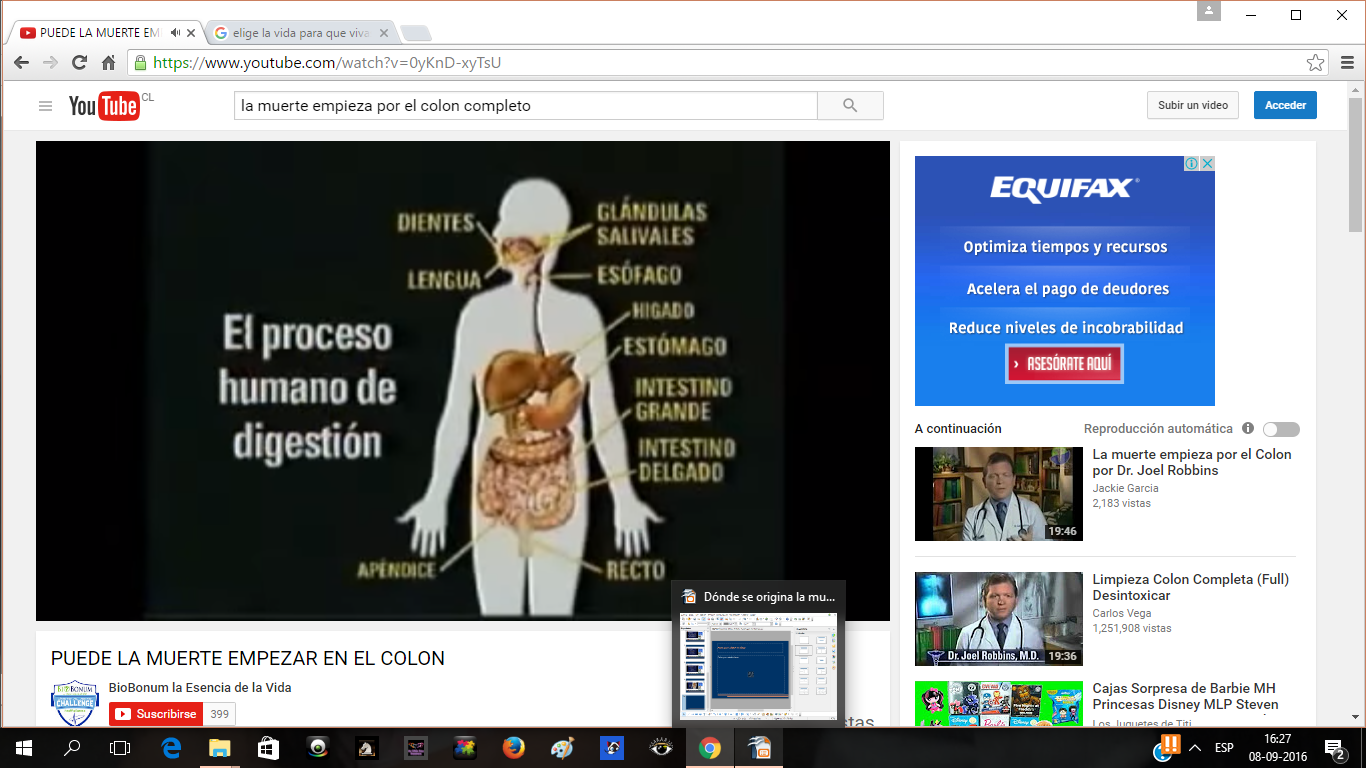 PUEDE LA MUERTE EM
elige la vida para que viva
https://www.youtube.com/watch?v=0yKnD-xyTsU
YouTube CL
la muerte empieza por el colon completo
Subir un video
Acceder
El proceso
humano de
digestión
DIENTES
LENGUA
GLÁNDULAS
SALIVALES
ESÓFAGO
HIGADO
ESTÓMAGO
INTESTINO
GRANDE
INTESTINO
DELGADO
APÉNDICE
RECTO
EQUIFAX
Optimiza tiempos y recursos
Acelera el pago de deudores
Reduce niveles de incobrabilidad
› ASESÓRATE AQUÍ
A continuación
Reproducción automática
La muerte empieza por el Colon
por Dr. Joel Robbins
Jackie Garcia
2,183 vistas
19:46
Limpieza Colon Completa (Full)
Desintoxicar
Carlos Vega
1,251,908 vistas
Dr. Joel Robbins, M.D.
19:36
Cajas Sorpresa de Barbie MH
Princesas Disney MLP Steven
Los Juguetes de Titi
PUEDE LA MUERTE EMPEZAR EN EL COLON
BIOBONUM
CHALLENGE
BioBonum la Esencia de la Vida
Suscribirse
399
Dónde se origina la mu...
ESP
16:27
08-09-2016
2